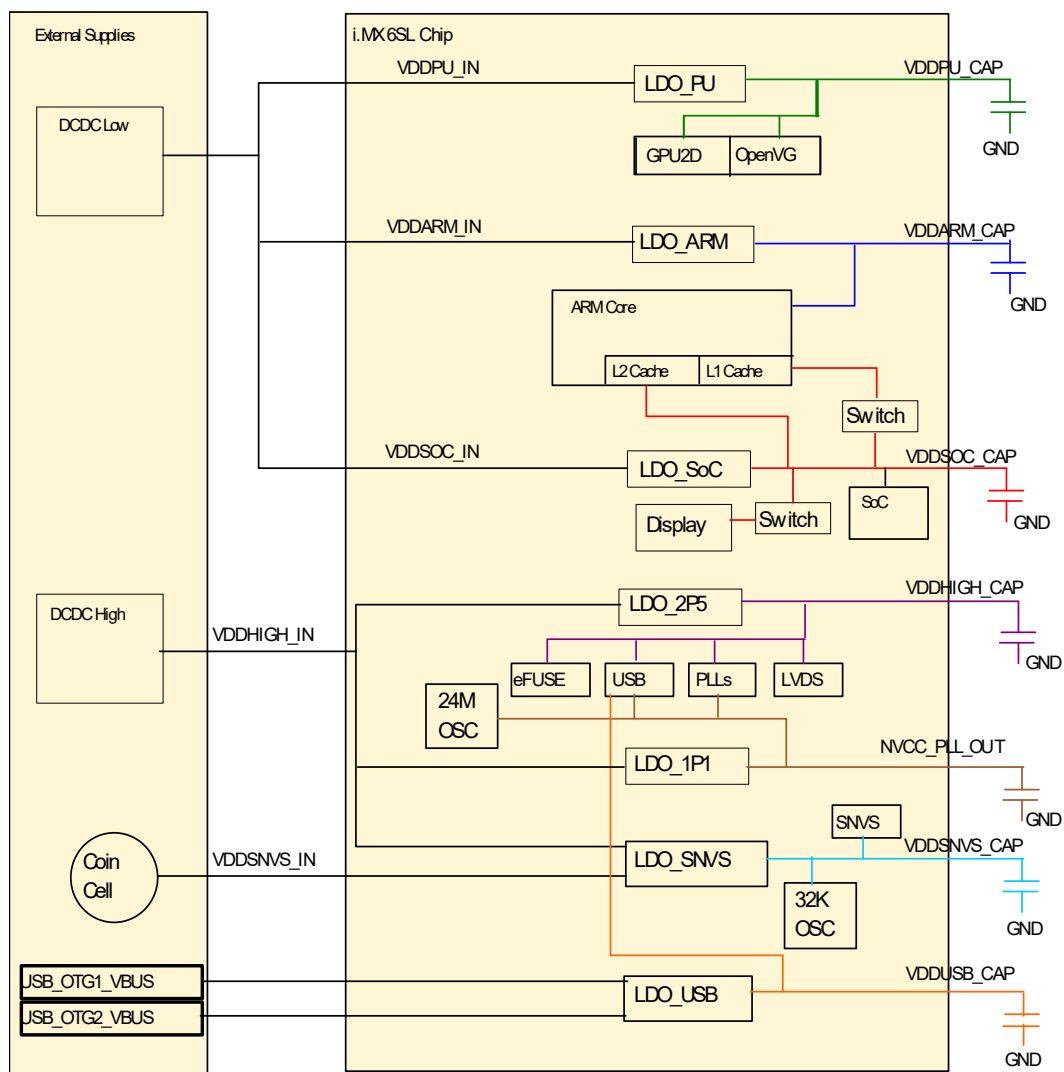 External Supplies
i.MX6SL Chip
VDDPU_IN
LDO_PU
VDDPU_CAP
DCDC Low
GND
GPU2D
OpenVG
VDDARM_IN
LDO_ARM
VDDARM_CAP
GND
ARM Core
L2 Cache
L1 Cache
Switch
VDDSOC_IN
LDO_SoC
VDDSOC_CAP
SoC
Display
Switch
GND
DCDC High
LDO_2P5
VDDHIGH_CAP
VDDHIGH_IN
GND
eFUSE
USB
PLLs
LVDS
24M
OSC
NVCC_PLL_OUT
LDO_1P1
GND
SNVS
Coin
Cell
VDDSNVS_IN
LDO_SNVS
VDDSNVS_CAP
32K
OSC
GND
USB_OTG1_VBUS
LDO_USB
VDDUSB_CAP
USB_OTG2_VBUS
GND